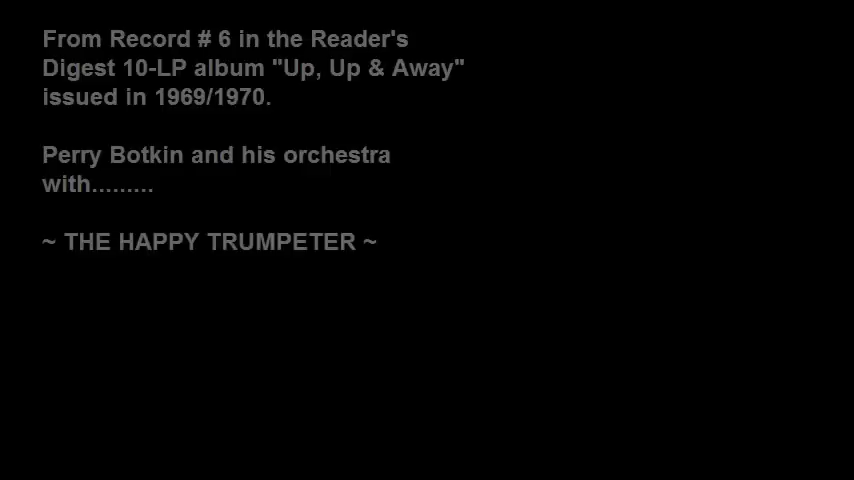 From Record # 6 in the Reader's
Digest 10-LP album "Up, Up & Away"
issued in 1969/1970.
Perry Botkin and his orchestra
with.........
~ THE HAPPY TRUMPETER ~